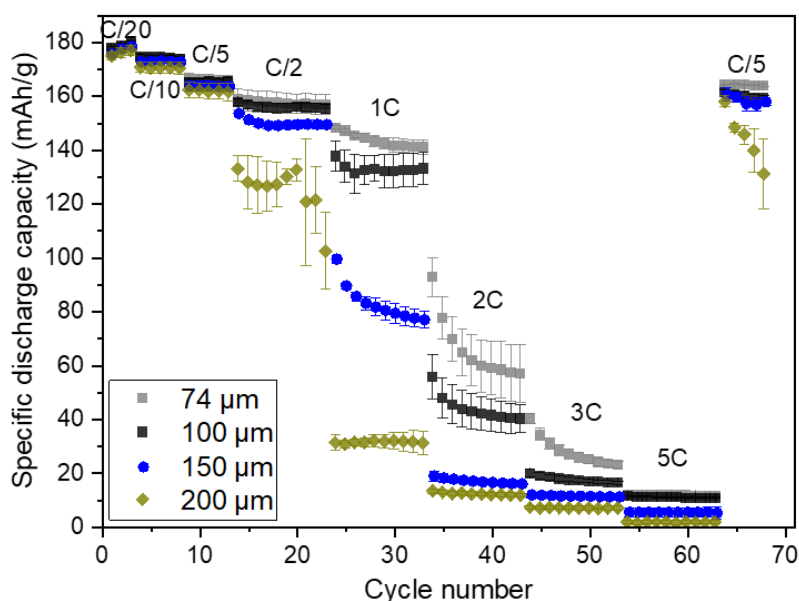 C/20
C/10
C/5
C/2
1C
2C
3C
5C
C/5
Specific discharge capacity (mAh/g)
180
160
140
120
100
80
60
40
20
0
74 µm
100 µm
150 µm
200 µm
0 10 20 30 40 50 60 70
Cycle number